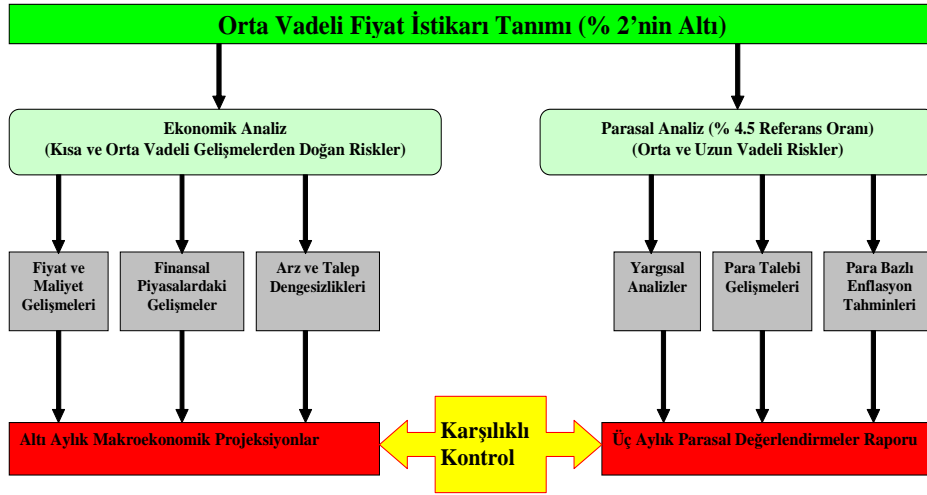 Orta Vadeli Fiyat İstikarı Tanımı (% 2’nin Altı)
Ekonomik Analiz
(Kısa ve Orta Vadeli Gelişmelerden Doğan Riskler)
Parasal Analiz (% 4.5 Referans Oranı)
(Orta ve Uzun Vadeli Riskler)
Fiyat ve
Maliyet
Gelişmeleri
Finansal
Piyasalardaki
Gelişmeler
Arz ve Talep
Dengesizlikleri
Yargısal
Analizler
Para Talebi
Gelişmeleri
Para Bazlı
Enflasyon
Tahminleri
Altı Aylık Makroekonomik Projeksiyonlar
Karşılıklı
Kontrol
Üç Aylık Parasal Değerlendirmeler Raporu